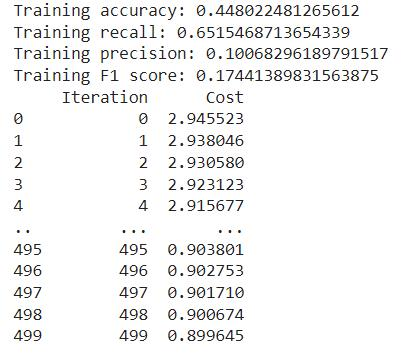 Training accuracy: 0.448022481265612
Training recall: 0.6515468713654339
Training precision: 0.10068296189791517
Training F1 score: 0.17441389831563875
Iteration Cost
0 0 2.945523
1 1 2.938046
2 2 2.930580
3 3 2.923123
4 4 2.915677
.. ... ...
495 495 0.903801
496 496 0.902753
497 497 0.901710
498 498 0.900674
499 499 0.899645